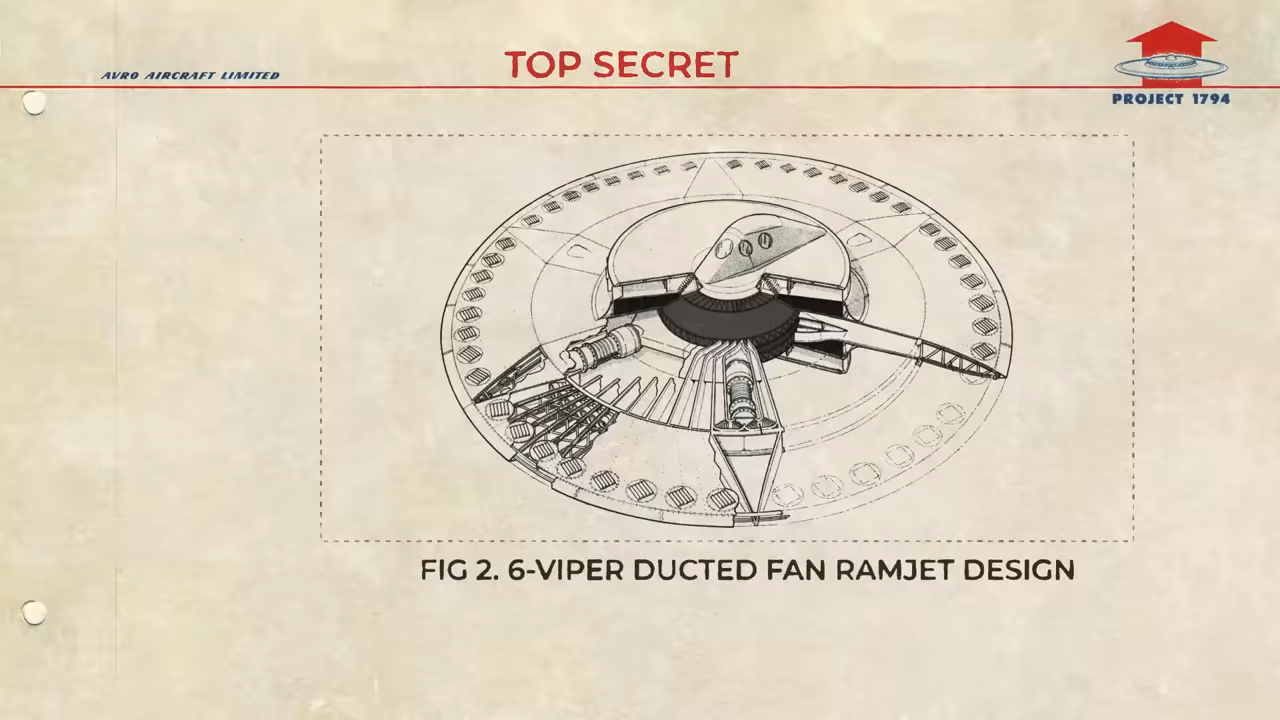 TOP SECRET
AVRO AIRCRAFT LIMITED
PROJECT 1794
FIG 2. 6-VIPER DUCTED FAN RAMJET DESIGN